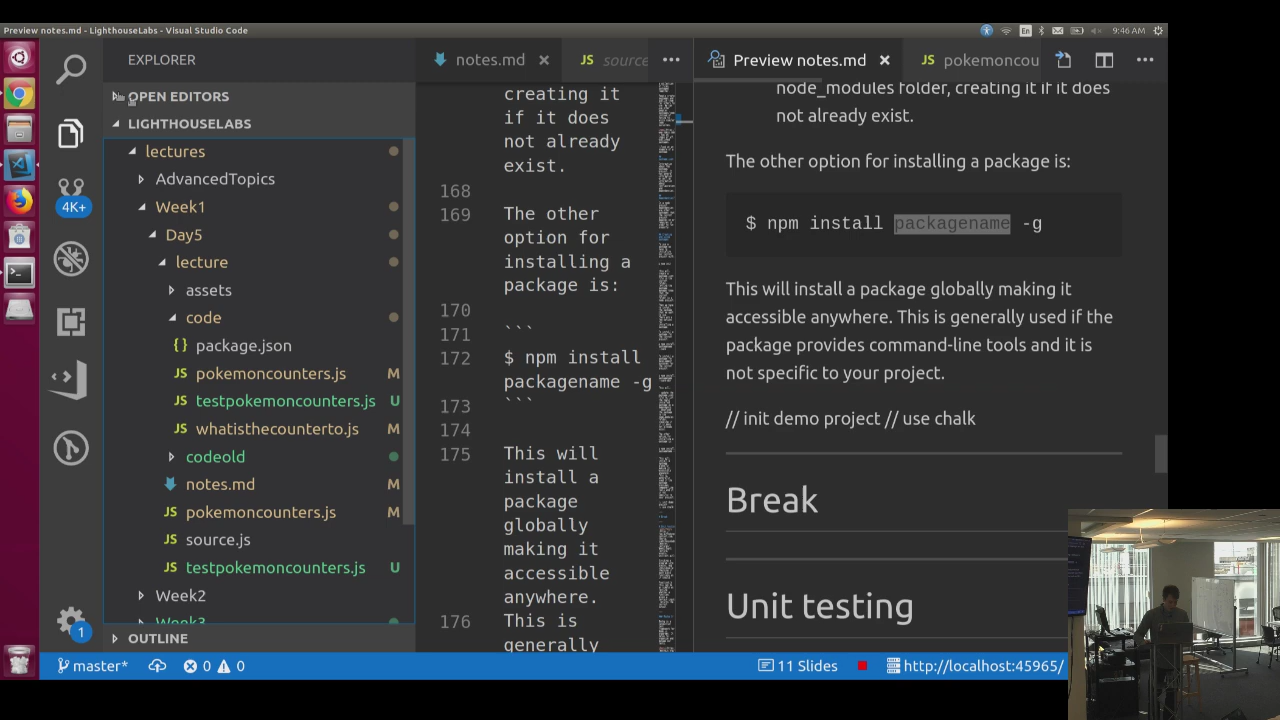 Preview notes.md - LighthouseLabs - Visual Studio Code
En
9:46 AM
EXPLORER
OPEN EDITORS
LIGHTHOUSELABS
lectures
AdvancedTopics
Week1
Day5
lecture
assets
code
{} package.json
JS pokemoncounters.js M
JS testpokemoncounters.js U
JS whatisthecounterto.js M
codeold
notes.md M
JS pokemoncounters.js M
JS source.js
JS testpokemoncounters.js U
Week2
Week3
OUTLINE
4K+
1
notes.md
JS source
creating it
if it does
not already
exist.
168
169 The other
option for
installing a
package is:
170
171 ```
172 $ npm install
packagename -g
173 ```
174
175 This will
install a
package
globally
making it
accessible
anywhere.
176 This is
generally
Preview notes.md
JS pokemoncou
node_modules folder, creating it if it does
not already exist.
The other option for installing a package is:
$ npm install packagename -g
This will install a package globally making it
accessible anywhere. This is generally used if the
package provides command-line tools and it is
not specific to your project.
// init demo project // use chalk
Break
Unit testing
master*
0
0
11 Slides
http://localhost:45965/